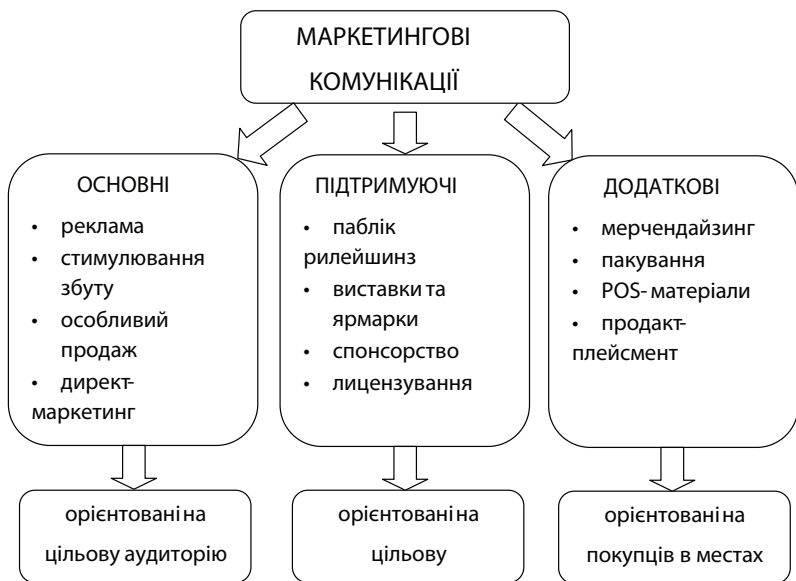 МАРКЕТИНГОВІ
КОМУНІКАЦІЇ
ОСНОВНІ
• реклама
• стимулювання
збуту
• особливий
продаж
• директ-
маркетинг
ПІДТРИМУЮЧІ
• паблік
рилейшинз
• виставки та
ярмарки
• спонсорство
• лицензування
ДОДАТКОВІ
• мерчендайзинг
• пакування
• POS- матеріали
• продакт-
плейсмент
орієнтовані на
цільову аудиторію
орієнтовані на
цільову
орієнтовані на
покупців в местах